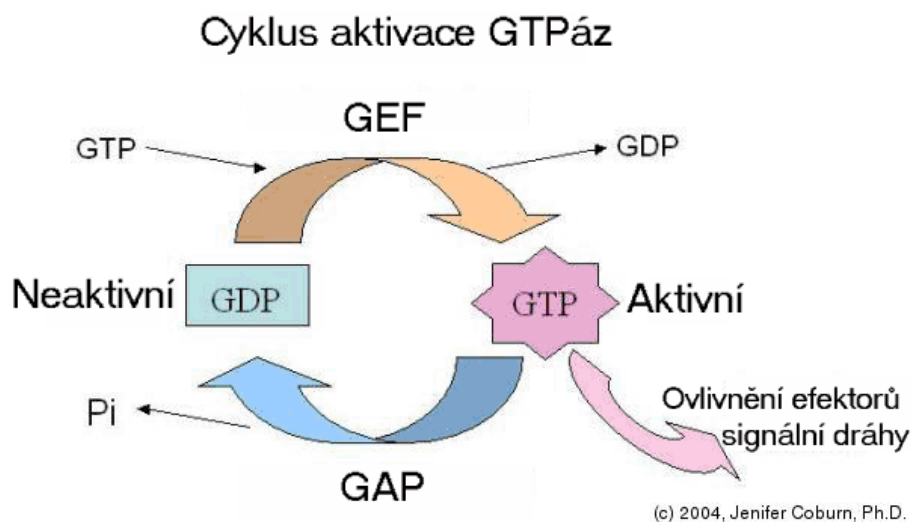 Cyklus aktivace GTPáz
GEF
GTP
GDP
Neaktivní
GDP
GTP
Aktivní
Pi
Ovlivnění efektorů
signální dráhy
GAP
(c) 2004, Jenifer Coburn, Ph.D.